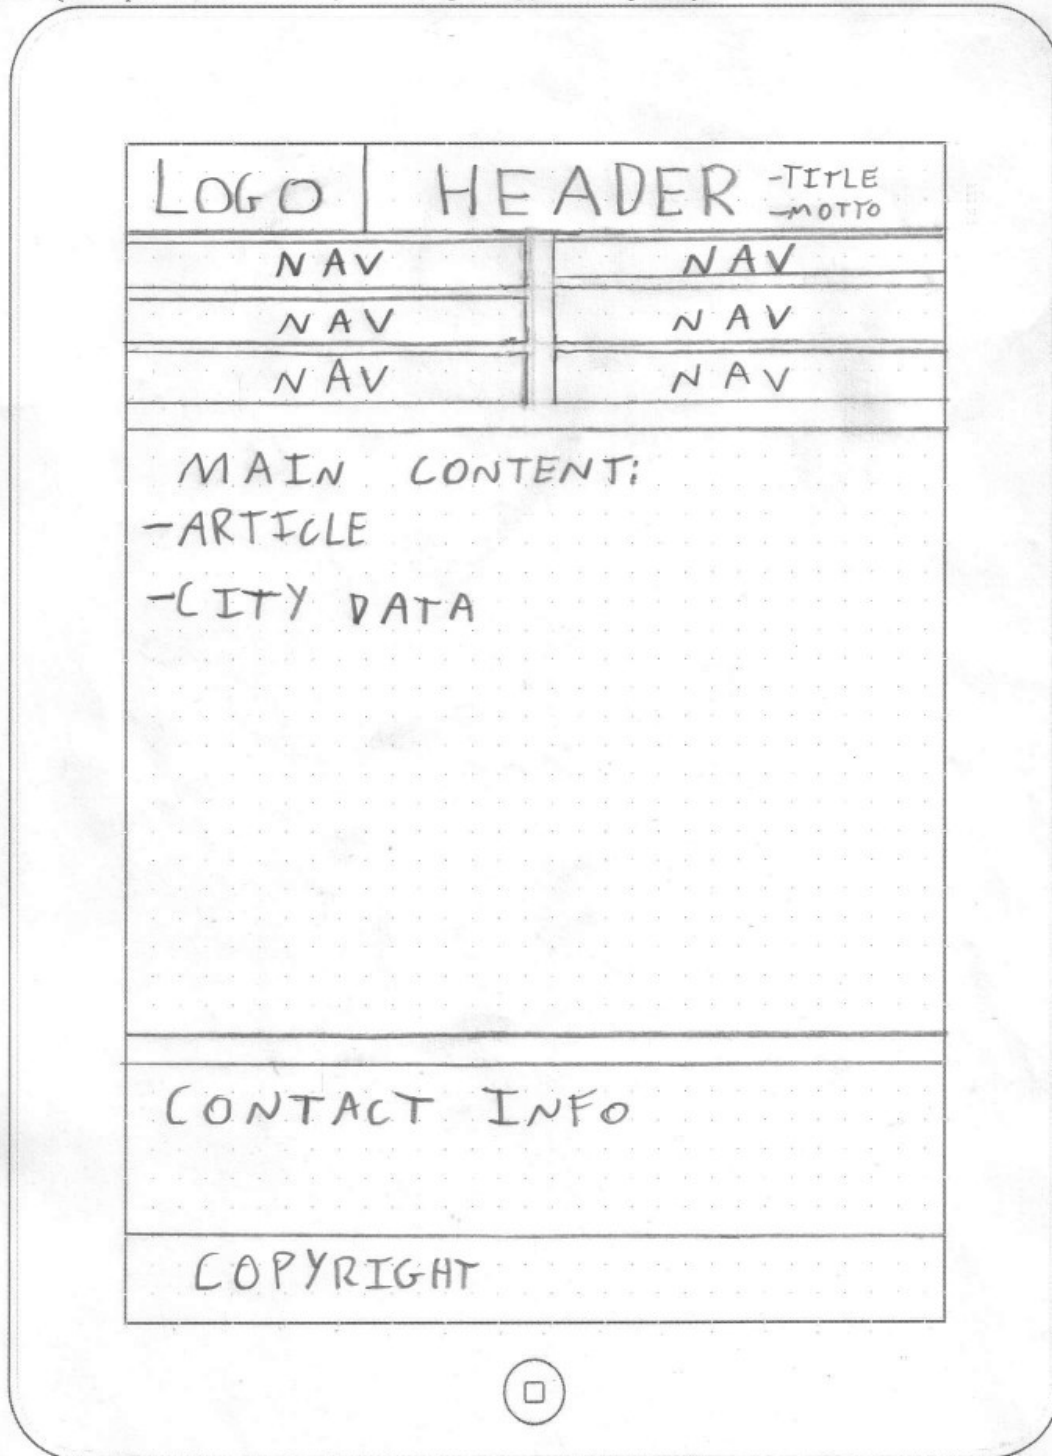 LOGO HEADER -TITLE
-MOTTO
NAV NAV
NAV NAV
NAV NAV
MAIN CONTENT:
-ARTICLE
-CITY DATA
CONTACT INFO
COPYRIGHT